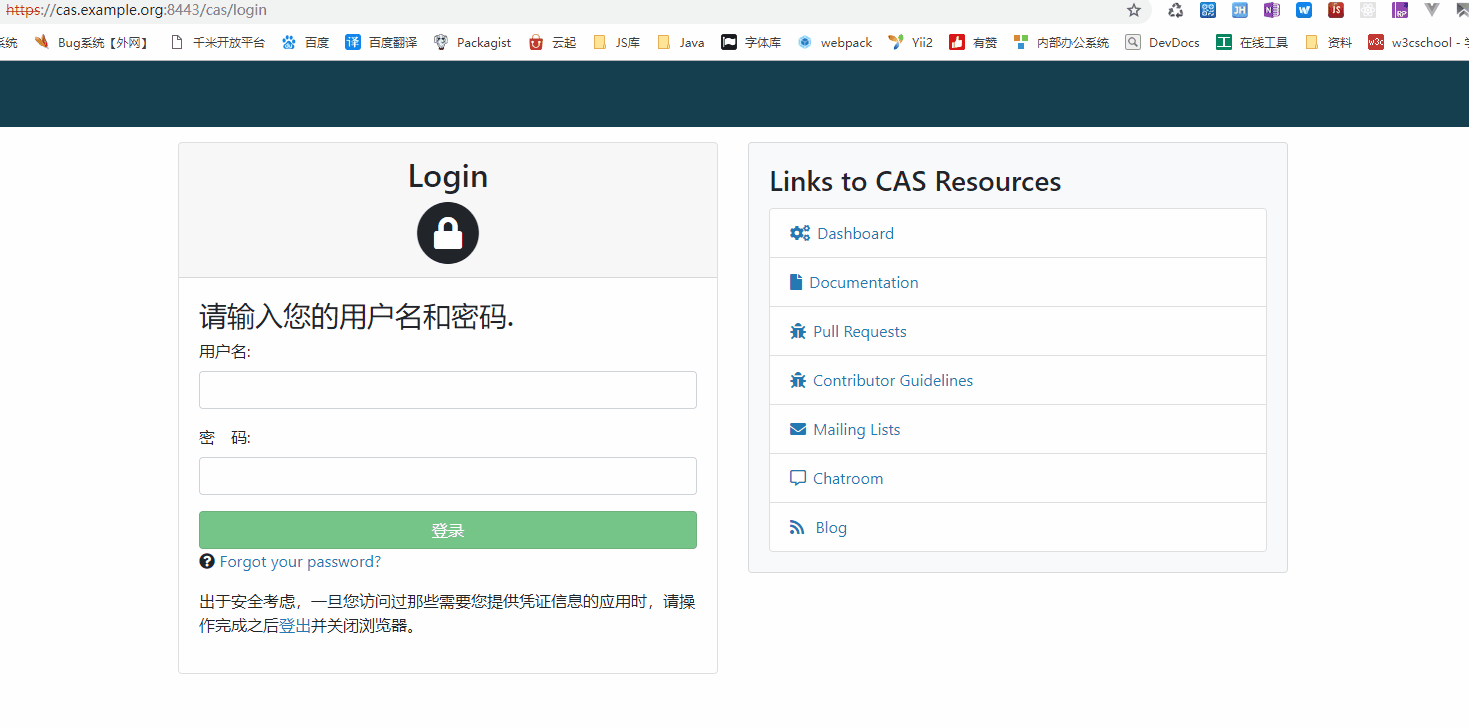 https://cas.example.org:8443/cas/login
系统 Bug系统【外网】 千米开放平台 百度 百度翻译 Packagist 云起 JS库 Java 字体库 webpack Yii2 有赞 内部办公系统 DevDocs 在线工具 资料 w3cschool -
Login
请输入您的用户名和密码.
用户名:
密 码:
登录
Forgot your password?
出于安全考虑，一旦您访问过那些需要您提供凭证信息的应用时，请操
作完成之后登出并关闭浏览器。
Links to CAS Resources
Dashboard
Documentation
Pull Requests
Contributor Guidelines
Mailing Lists
Chatroom
Blog